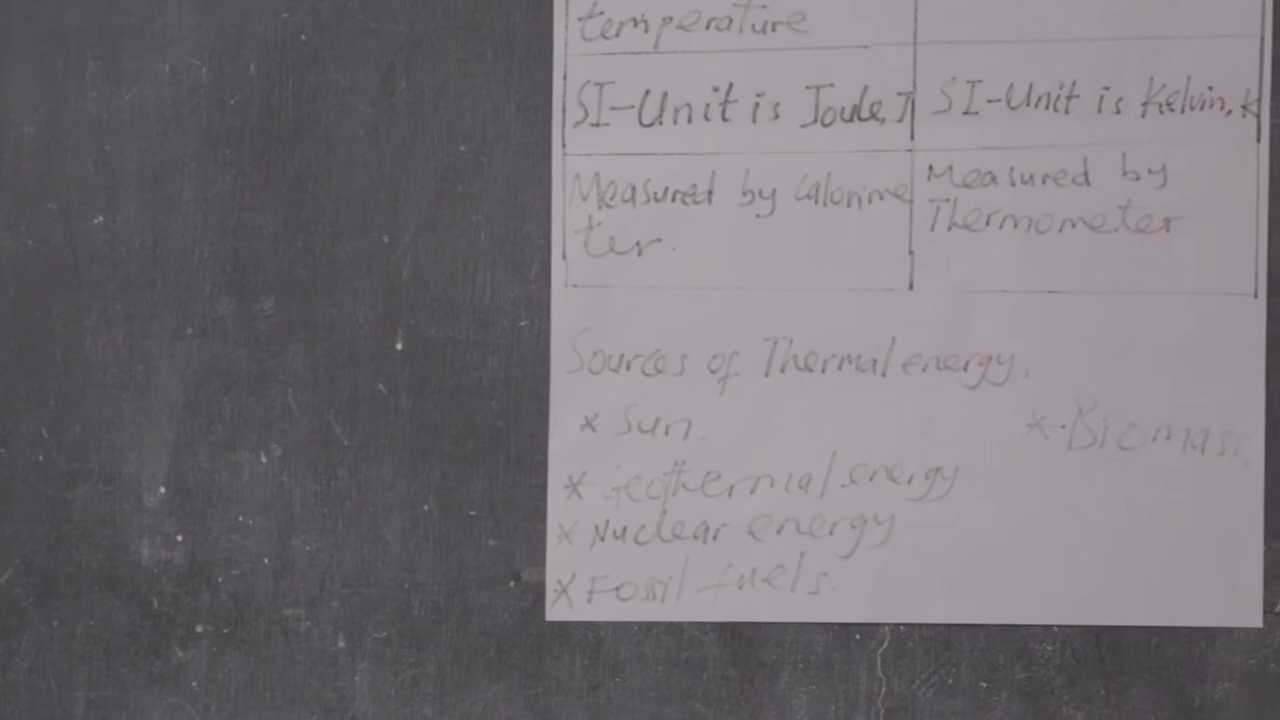 temperature
SI-Unit is Joule, J
SI-Unit is Kelvin, K
Measured by Calorime
ter.
Measured by
Thermometer
Sources of Thermal energy.
* Sun.
* Biomass.
* Geothermal energy
* Nuclear energy
* Fossil fuels.